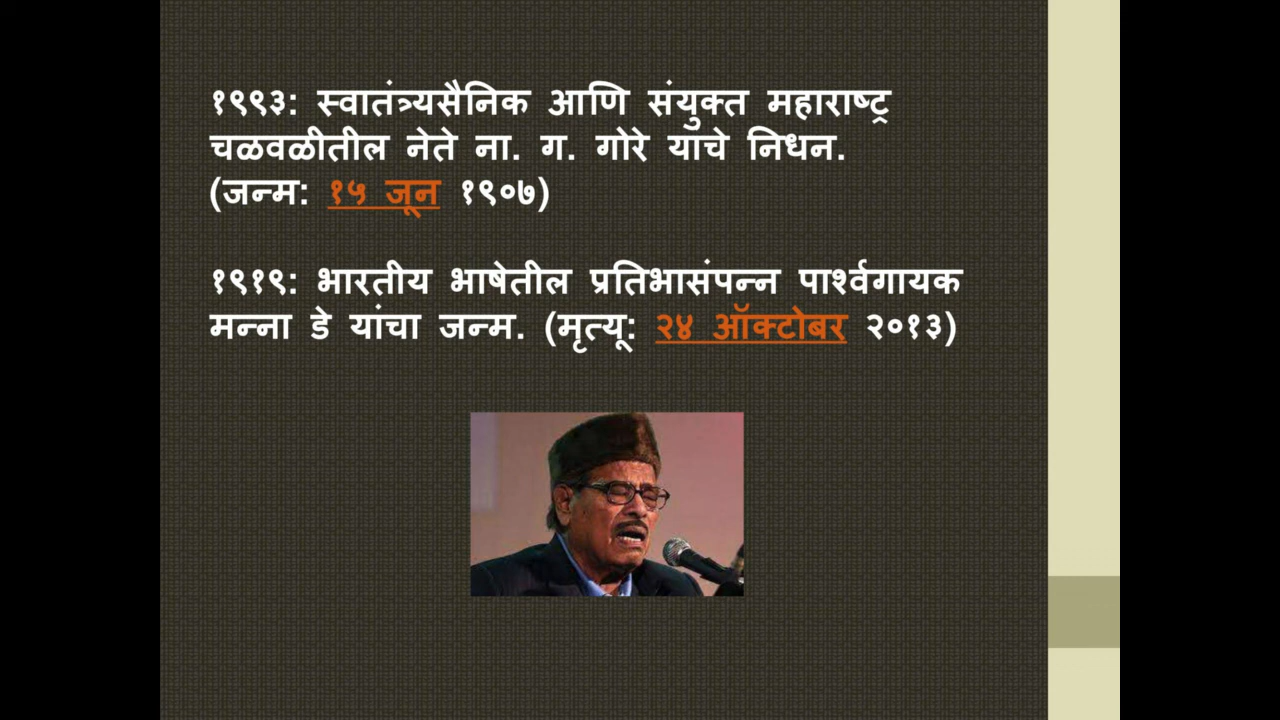 १९९३: स्वातंत्र्यसैनिक आणि संयुक्त महाराष्ट्र
चळवळीतील नेते ना. ग. गोरे यांचे निधन.
(जन्म: १५ जून १९०७)
१९१९: भारतीय भाषेतील प्रतिभासंपन्न पार्श्वगायक
मन्ना डे यांचा जन्म. (मृत्यू: २४ ऑक्टोबर २०१३)